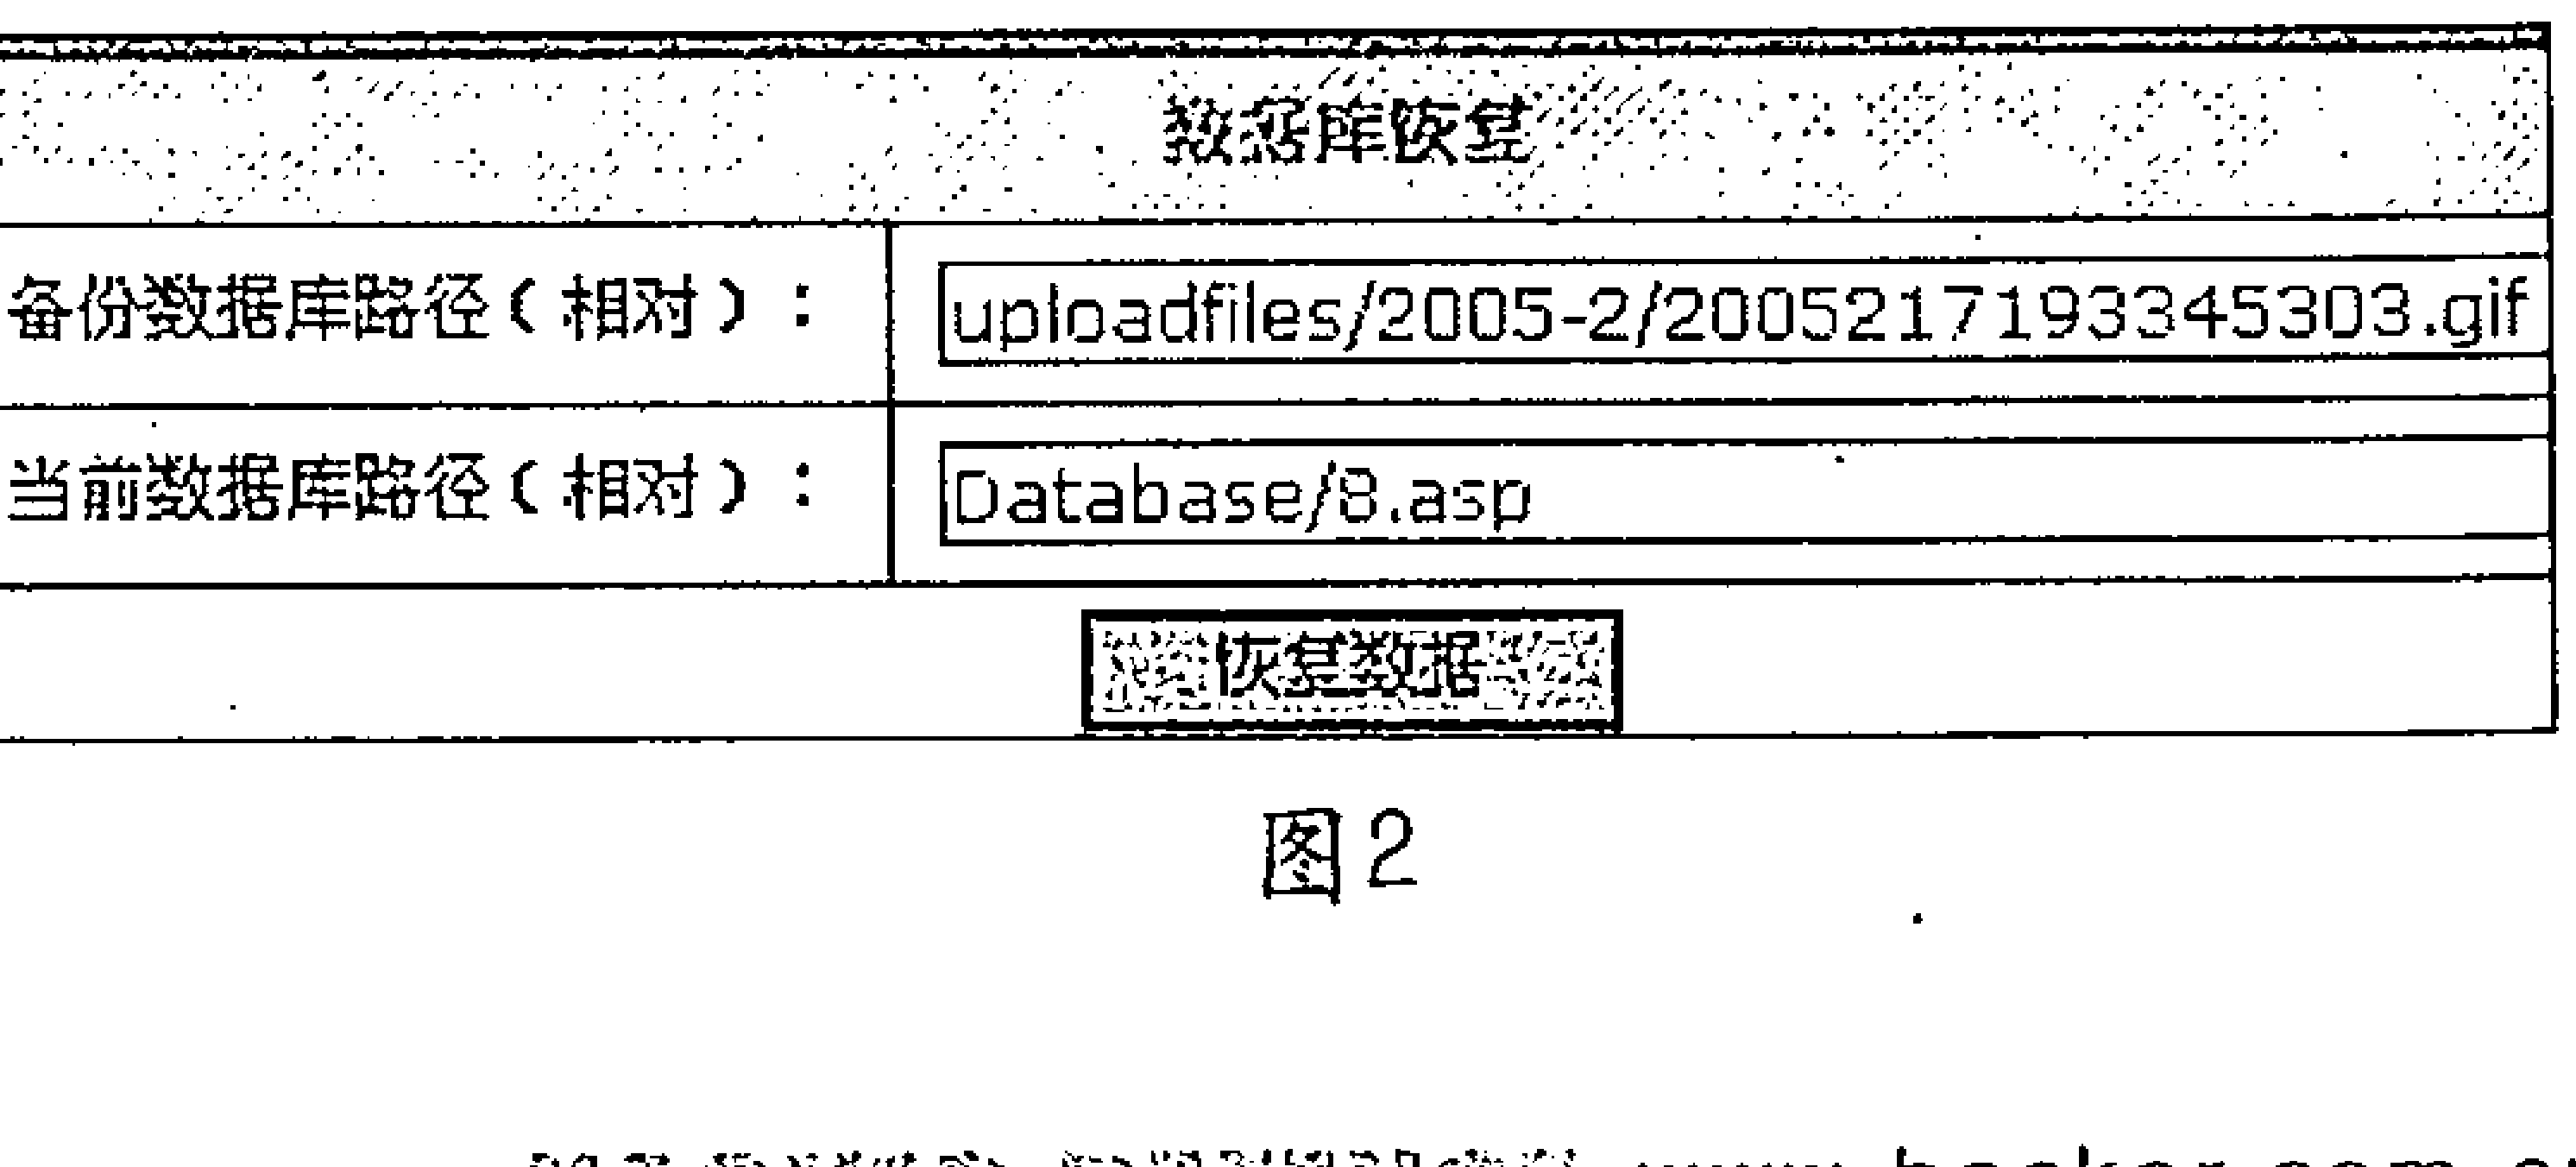 数据库恢复
备份数据库路径(相对): uploadfiles/2005-2/2005217193345303.gif
当前数据库路径(相对): Database/8.asp
恢复数据
图2